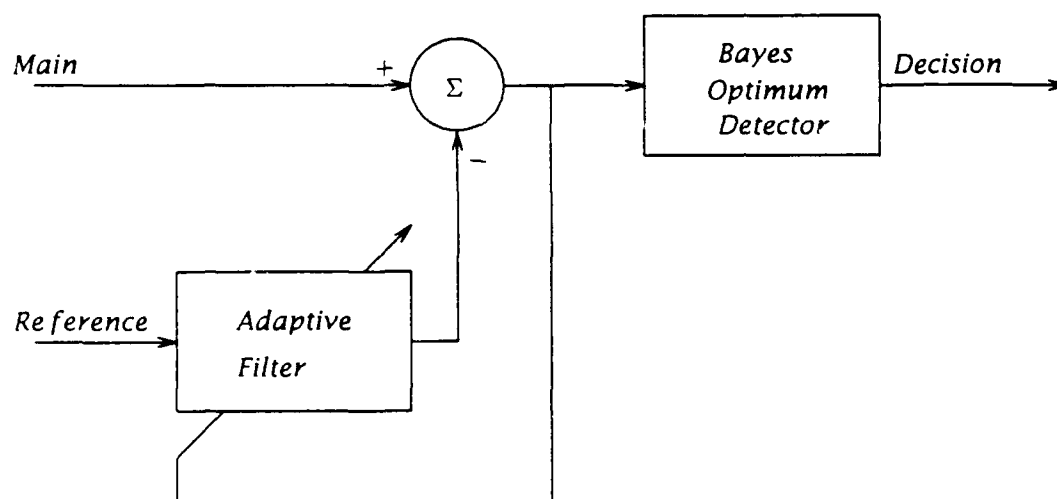 Main
+
Σ
Bayes
Optimum
Detector
Decision
−
Reference
Adaptive
Filter